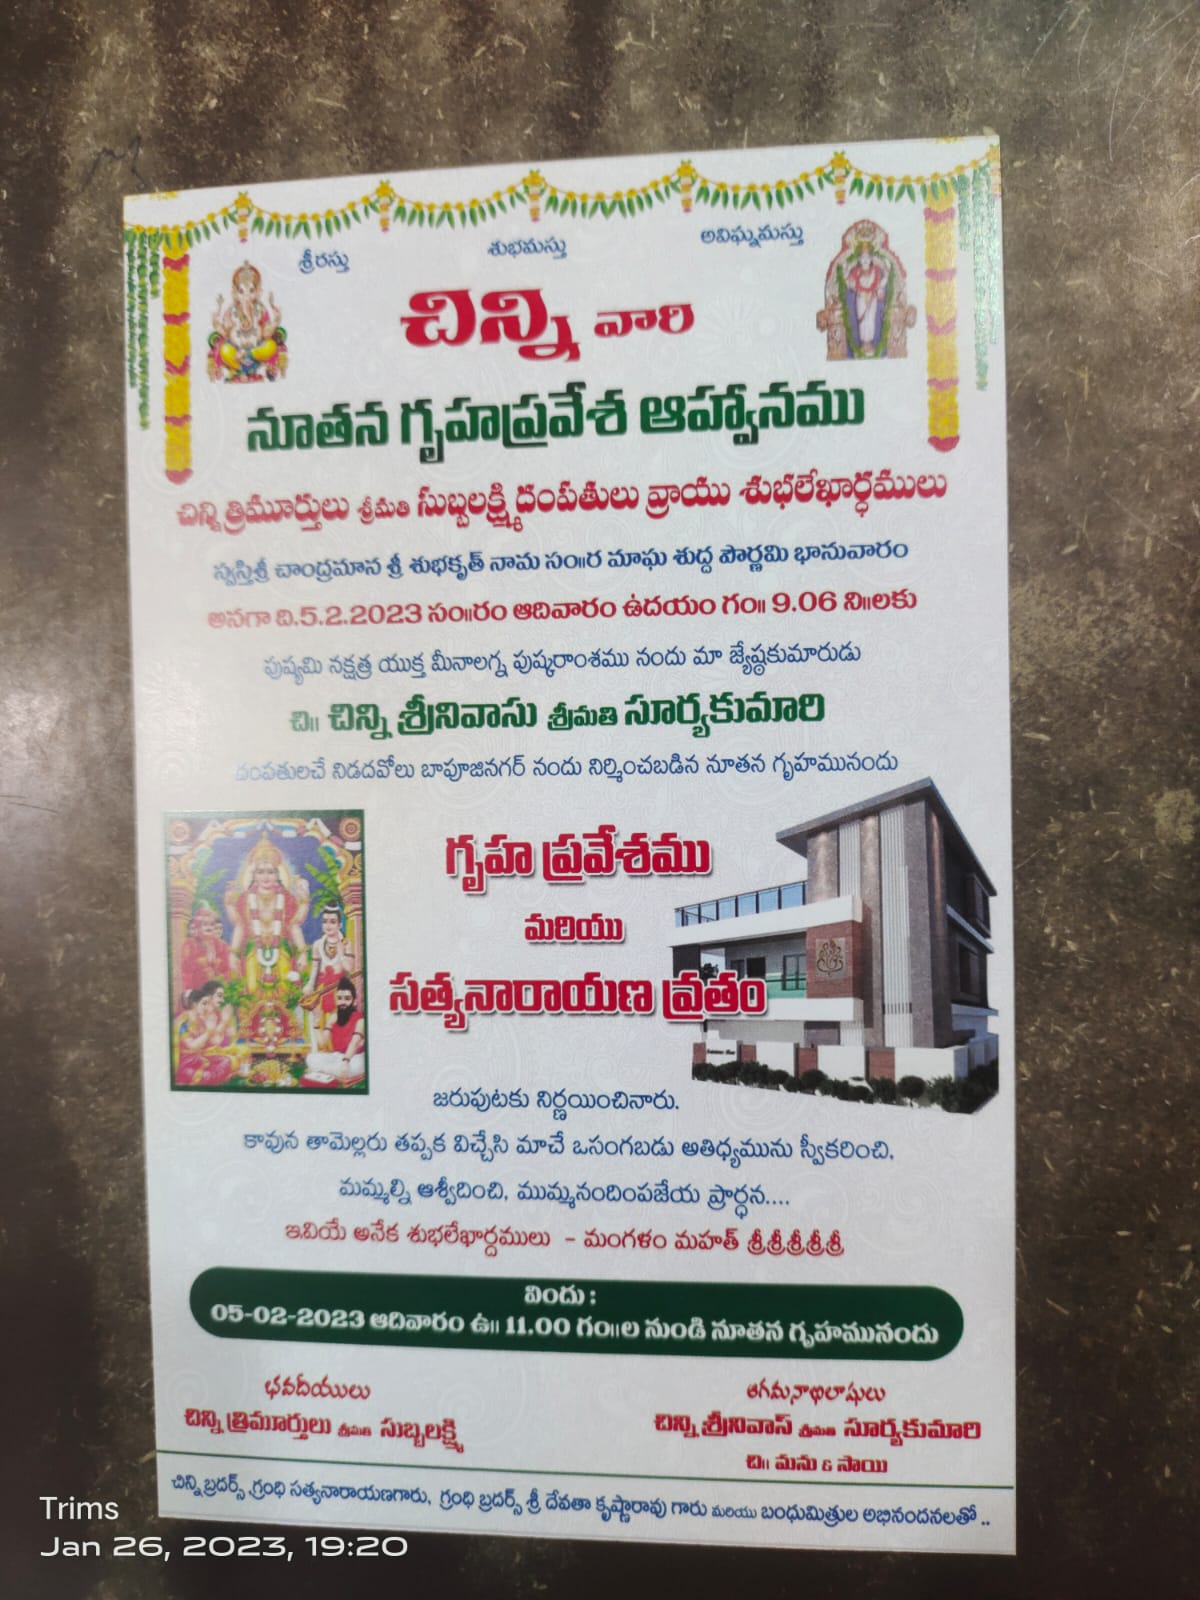 శ్రీరస్తు శుభమస్తు అవిఘ్నమస్తు
చిన్ని వారి
నూతన గృహప్రవేశ ఆహ్వానము
చిన్ని త్రిమూర్తులు శ్రీమతి సుబ్బలక్ష్మి దంపతులు వ్రాయు శుభలేఖార్ధములు
స్వస్తిశ్రీ చాంద్రమాన శ్రీ శుభకృత్ నామ సం॥ర మాఘ శుద్ద పౌర్ణమి భానువారం
అనగా ది.5.2.2023 సం॥రం ఆదివారం ఉదయం గం॥ 9.06 ని॥లకు
పుష్యమి నక్షత్ర యుక్త మీనాలగ్న పుష్కరాంశము నందు మా జ్యేష్ఠకుమారుడు
చి॥ చిన్ని శ్రీనివాసు శ్రీమతి సూర్యకుమారి
దంపతులచే నిడదవోలు బాపూజినగర్ నందు నిర్మించబడిన నూతన గృహమునందు
గృహ ప్రవేశము
మరియు
సత్యనారాయణ వ్రతం
జరుపుటకు నిర్ణయించినారు.
కావున తామెల్లరు తప్పక విచ్చేసి మాచే ఒసంగబడు అతిధ్యమును స్వీకరించి,
మమ్మల్ని ఆశ్వీదించి, ముమ్మనందింపజేయ ప్రార్ధన....
ఇవియే అనేక శుభలేఖార్దములు - మంగళం మహత్ శ్రీశ్రీశ్రీశ్రీశ్రీ
విందు :
05-02-2023 ఆదివారం ఉ॥ 11.00 గం॥ల నుండి నూతన గృహమునందు
భవదీయులు
చిన్ని త్రిమూర్తులు శ్రీమతి సుబ్బలక్ష్మి
ఆగమనాభిలాషులు
చిన్ని శ్రీనివాస్ శ్రీమతి సూర్యకుమారి
చి॥ మను & సాయి
చిన్ని బ్రదర్స్, గ్రంధి సత్యనారాయణగారు, గ్రంధి బ్రదర్స్ శ్రీ దేవతా కృష్ణారావు గారు మరియు బంధుమిత్రుల అభినందనలతో ..
Trims
Jan 26, 2023, 19:20